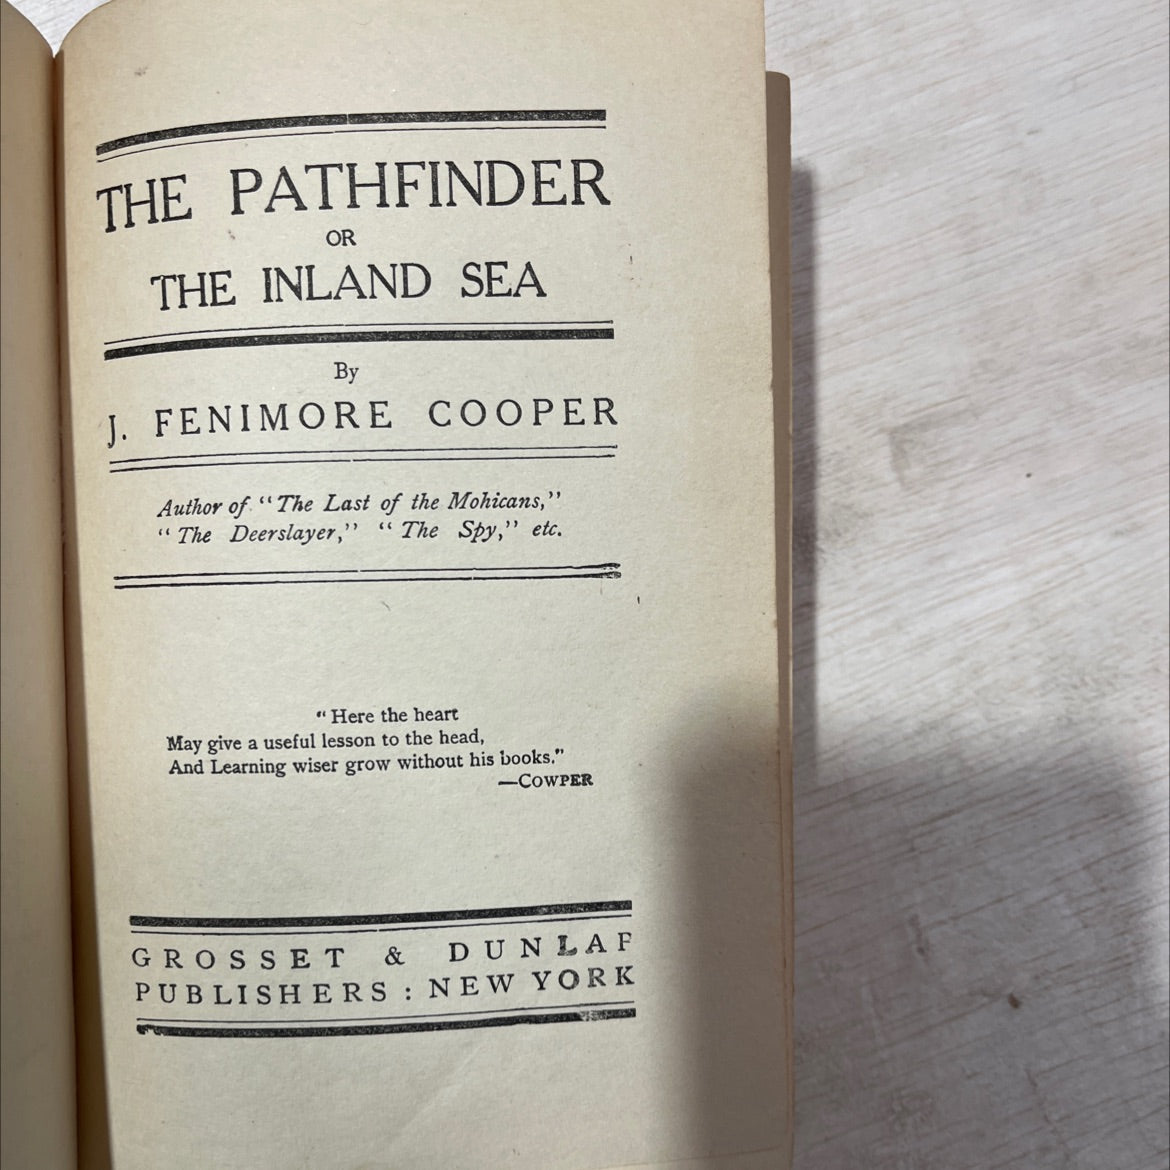 THE PATHFINDER
OR
THE INLAND SEA
By
J. FENIMORE COOPER
Author of "The Last of the Mohicans,"
"The Deerslayer," "The Spy," etc.
"Here the heart
May give a useful lesson to the head,
And Learning wiser grow without his books."
—COWPER
GROSSET & DUNLAP
PUBLISHERS : NEW YORK